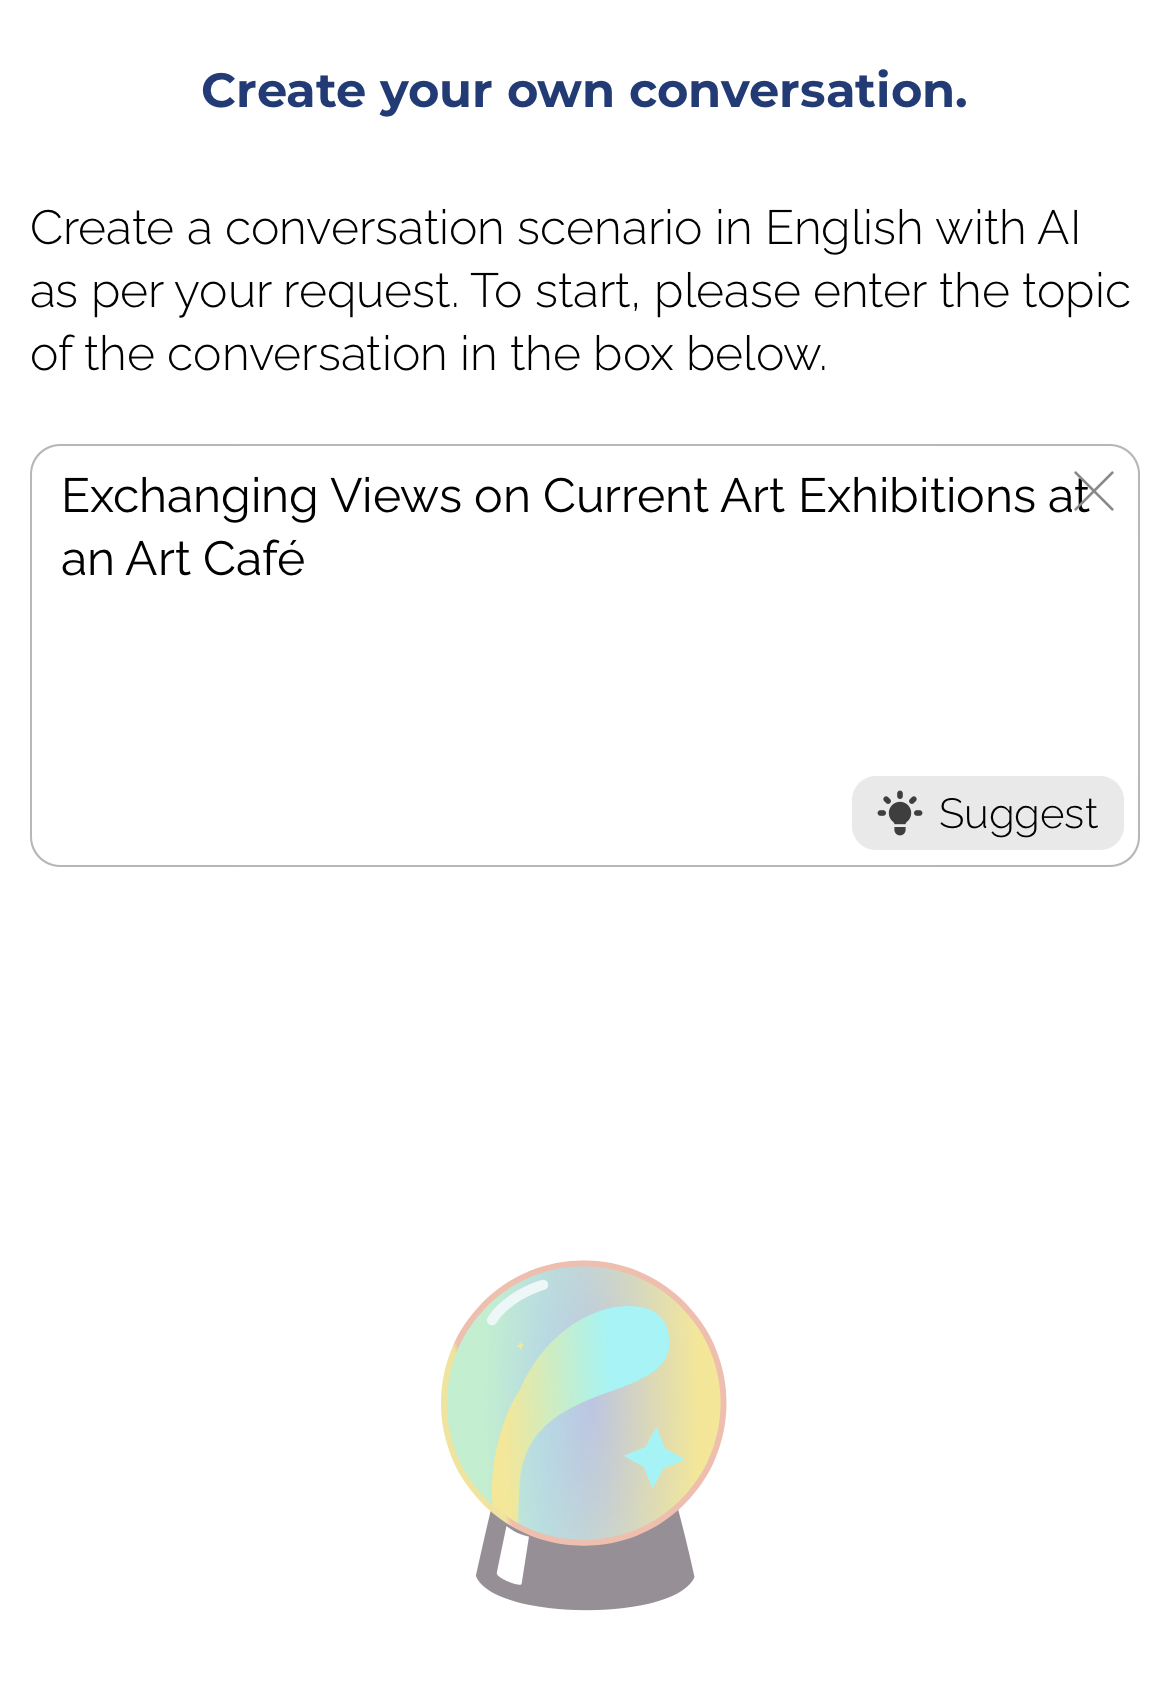 Create your own conversation.
Create a conversation scenario in English with AI
as per your request. To start, please enter the topic
of the conversation in the box below.
Exchanging Views on Current Art Exhibitions at
an Art Café
Suggest